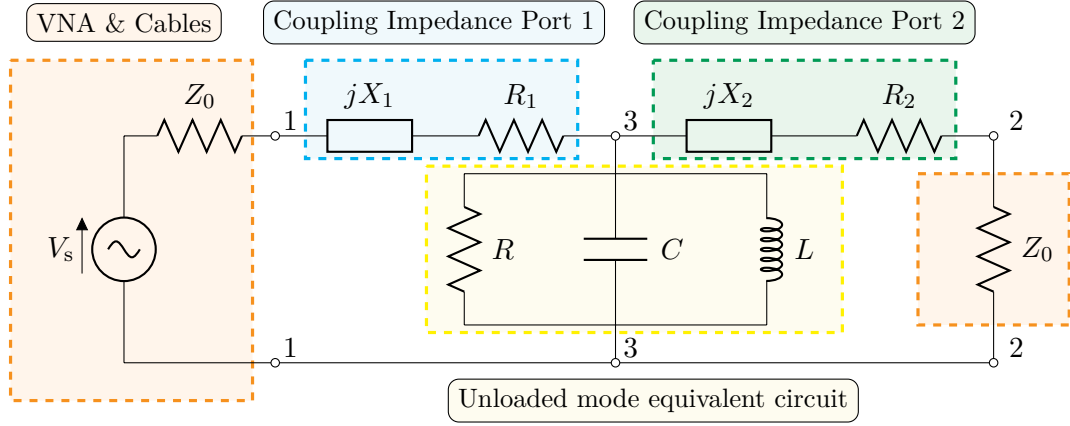 VNA & Cables
Coupling Impedance Port 1
Coupling Impedance Port 2
Z₀
1
jX₁
R₁
3
jX₂
R₂
2
Vₛ
R
C
L
Z₀
1
3
2
Unloaded mode equivalent circuit